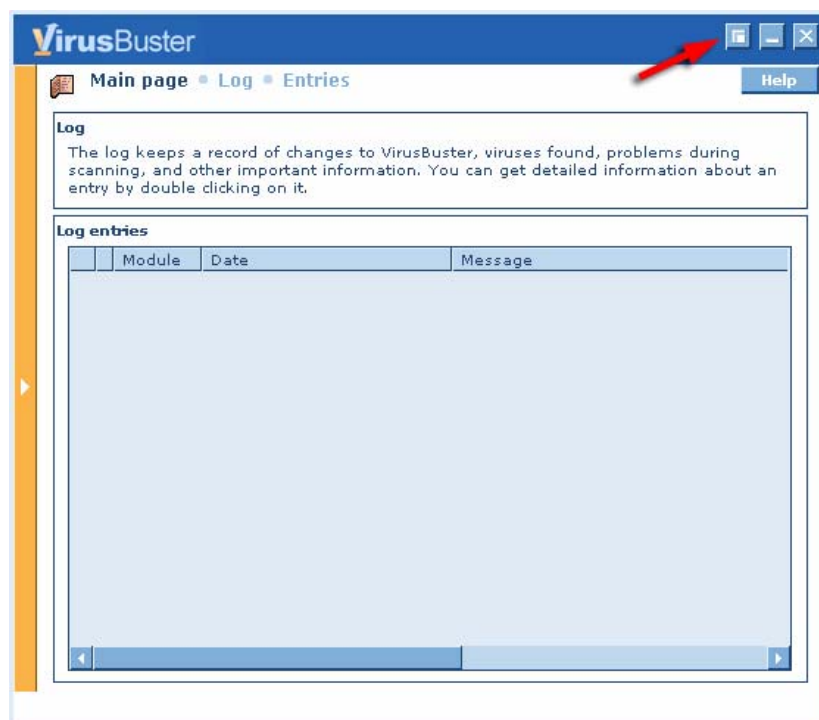 VirusBuster
Main page • Log • Entries
Help
Log
The log keeps a record of changes to VirusBuster, viruses found, problems during
scanning, and other important information. You can get detailed information about an
entry by double clicking on it.
Log entries
Module Date Message